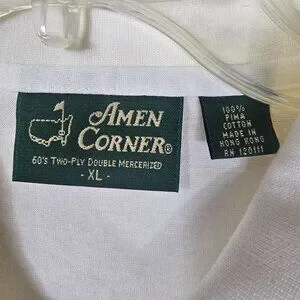 AMEN
CORNER®
60'S TWO-PLY DOUBLE MERCERIZED
- XL -
100%
PIMA
COTTON
MADE IN
HONG KONG
RN 120111